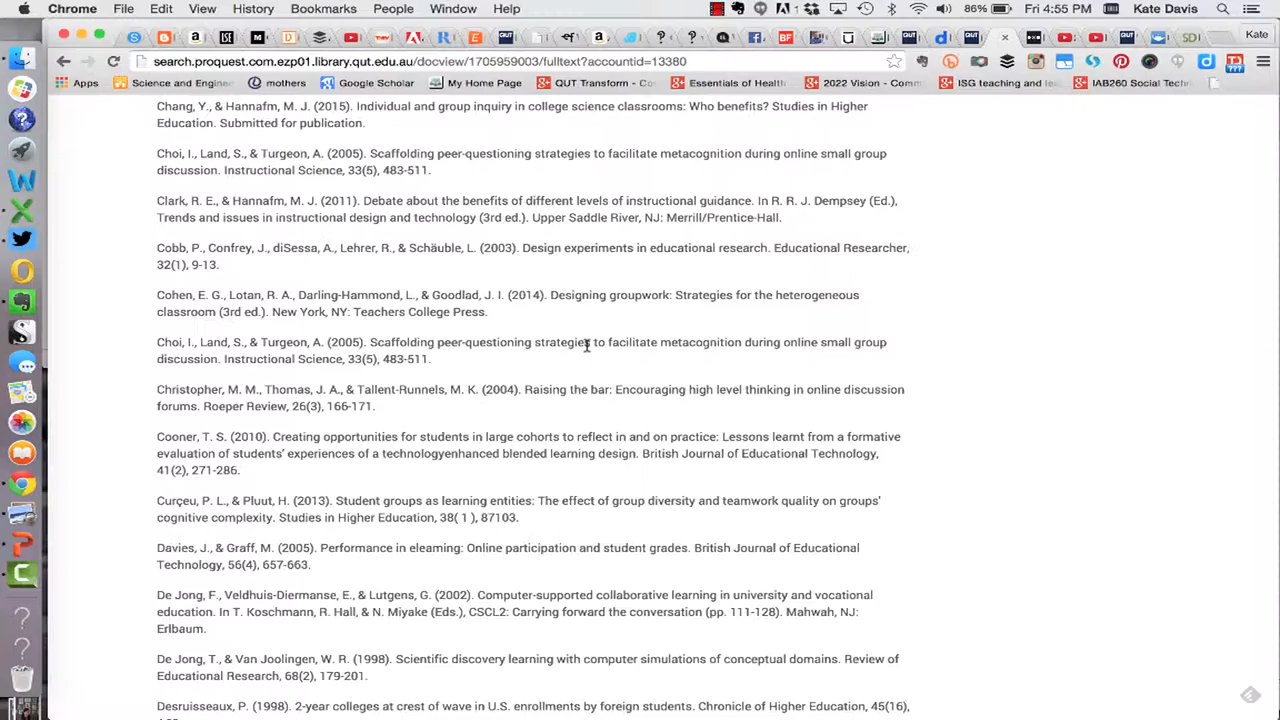 Chrome File Edit View History Bookmarks People Window Help 86% Fri 4:55 PM Kate Davis
Kate
search.proquest.com.ezp01.library.qut.edu.au/docview/1705959003/fulltext?accountid=13380
Apps Science and Engineering mothers Google Scholar My Home Page QUT Transform - Co Essentials of Health 2022 Vision - Comm ISG teaching and lea IAB260 Social Techn
Chang, Y., & Hannafm, M. J. (2015). Individual and group inquiry in college science classrooms: Who benefits? Studies in Higher
Education. Submitted for publication.
Choi, I., Land, S., & Turgeon, A. (2005). Scaffolding peer-questioning strategies to facilitate metacognition during online small group
discussion. Instructional Science, 33(5), 483-511.
Clark, R. E., & Hannafm, M. J. (2011). Debate about the benefits of different levels of instructional guidance. In R. R. J. Dempsey (Ed.),
Trends and issues in instructional design and technology (3rd ed.). Upper Saddle River, NJ: Merrill/Prentice-Hall.
Cobb, P., Confrey, J., diSessa, A., Lehrer, R., & Schäuble, L. (2003). Design experiments in educational research. Educational Researcher,
32(1), 9-13.
Cohen, E. G., Lotan, R. A., Darling-Hammond, L., & Goodlad, J. I. (2014). Designing groupwork: Strategies for the heterogeneous
classroom (3rd ed.). New York, NY: Teachers College Press.
Choi, I., Land, S., & Turgeon, A. (2005). Scaffolding peer-questioning strategies to facilitate metacognition during online small group
discussion. Instructional Science, 33(5), 483-511.
Christopher, M. M., Thomas, J. A., & Tallent-Runnels, M. K. (2004). Raising the bar: Encouraging high level thinking in online discussion
forums. Roeper Review, 26(3), 166-171.
Cooner, T. S. (2010). Creating opportunities for students in large cohorts to reflect in and on practice: Lessons learnt from a formative
evaluation of students' experiences of a technologyenhanced blended learning design. British Journal of Educational Technology,
41(2), 271-286.
Curçeu, P. L., & Pluut, H. (2013). Student groups as learning entities: The effect of group diversity and teamwork quality on groups'
cognitive complexity. Studies in Higher Education, 38( 1 ), 87103.
Davies, J., & Graff, M. (2005). Performance in eleaming: Online participation and student grades. British Journal of Educational
Technology, 56(4), 657-663.
De Jong, F., Veldhuis-Diermanse, E., & Lutgens, G. (2002). Computer-supported collaborative learning in university and vocational
education. In T. Koschmann, R. Hall, & N. Miyake (Eds.), CSCL2: Carrying forward the conversation (pp. 111-128). Mahwah, NJ:
Erlbaum.
De Jong, T., & Van Joolingen, W. R. (1998). Scientific discovery learning with computer simulations of conceptual domains. Review of
Educational Research, 68(2), 179-201.
Desruisseaux, P. (1998). 2-year colleges at crest of wave in U.S. enrollments by foreign students. Chronicle of Higher Education, 45(16),